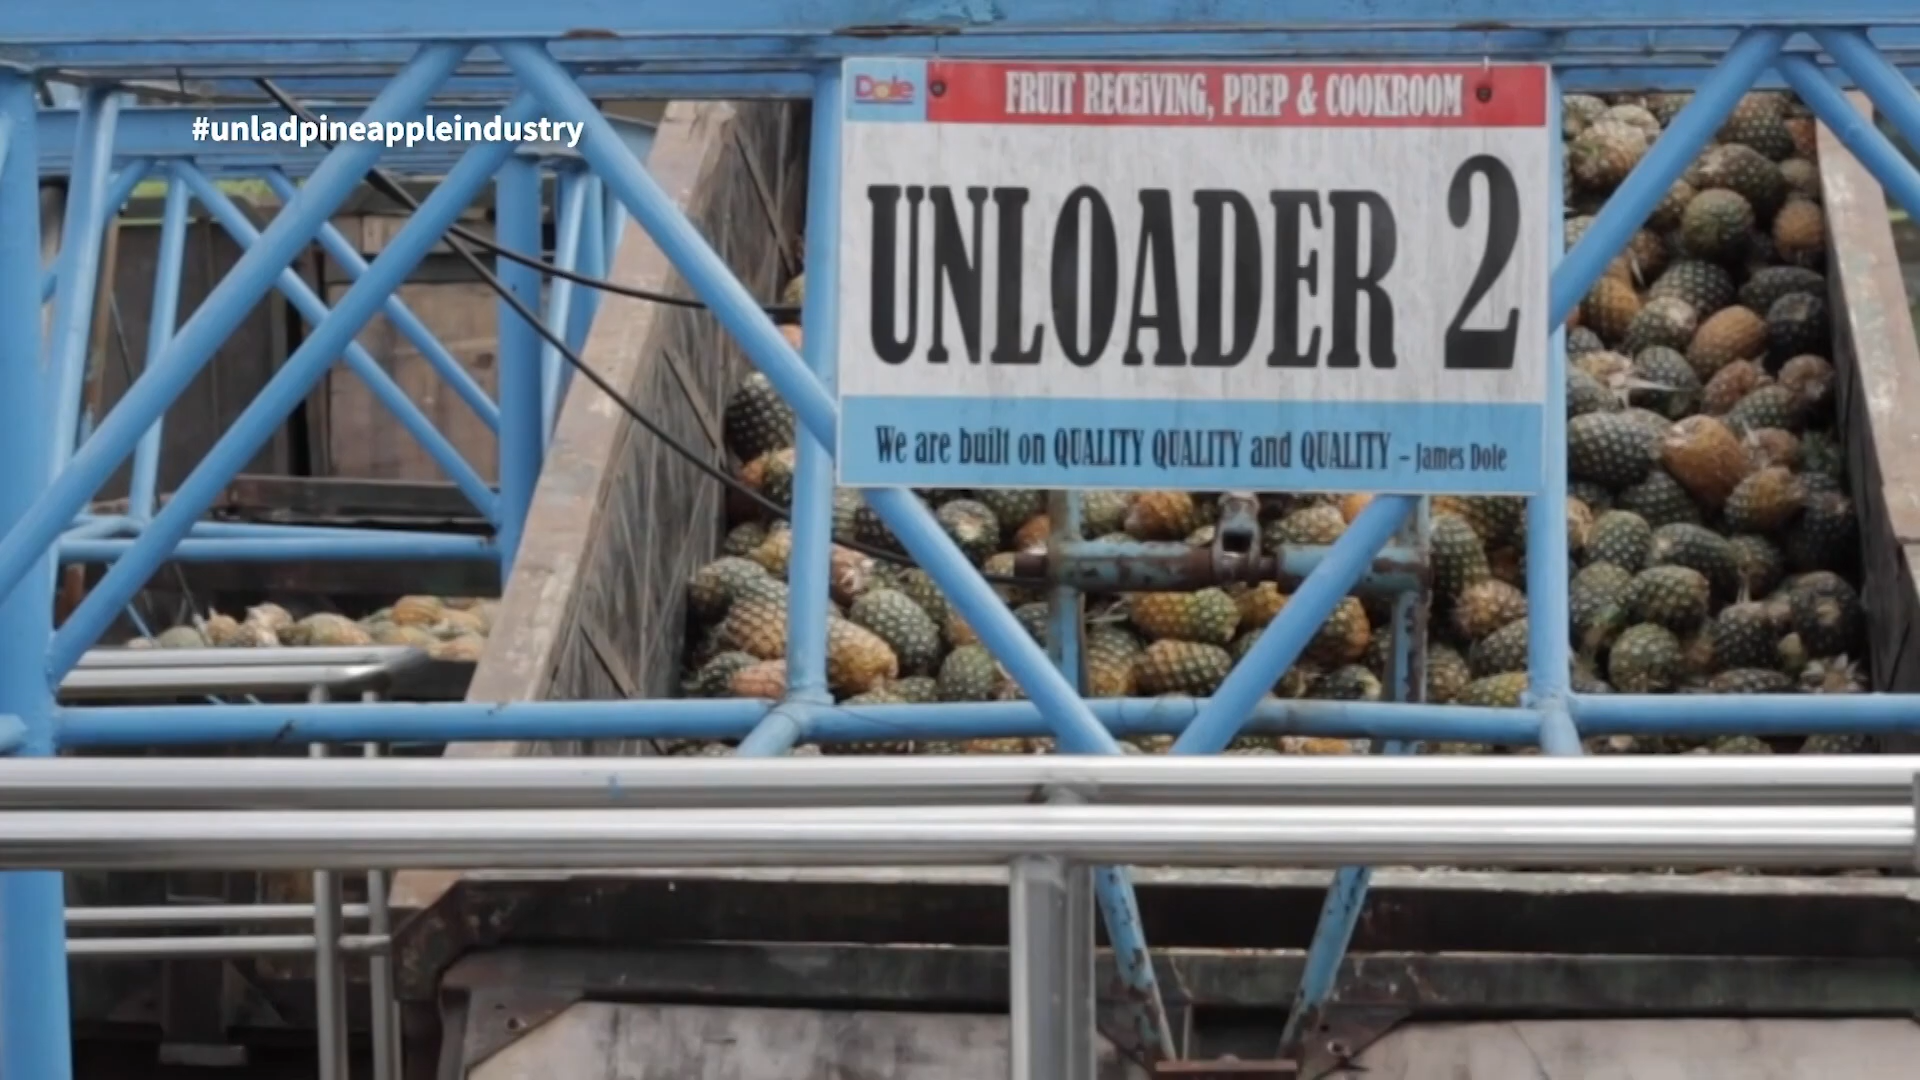 #unladpineappleindustry
Dole FRUIT RECEIVING, PREP & COOKROOM
UNLOADER 2
We are built on QUALITY QUALITY and QUALITY - James Dole